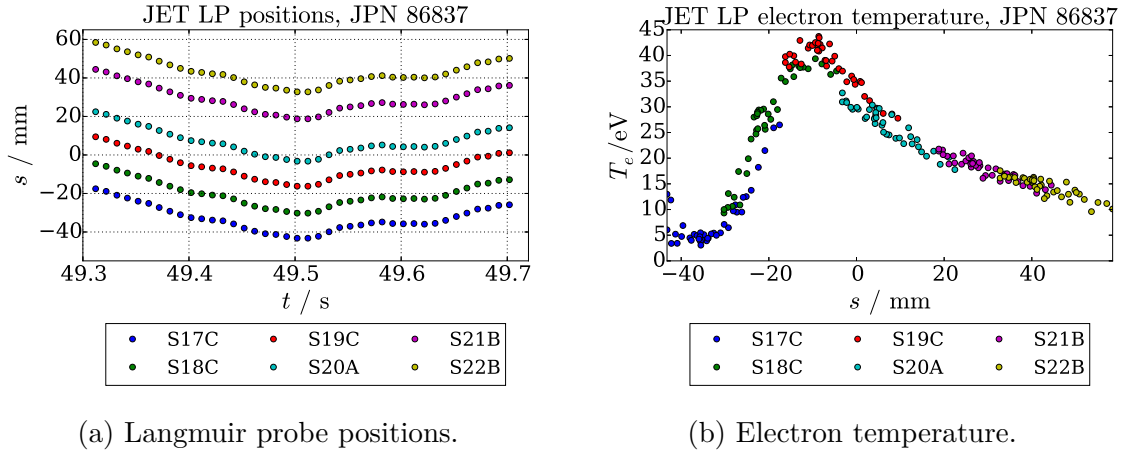 JET LP positions, JPN 86837
60
40
20
0
−20
−40
s / mm
49.3 49.4 49.5 49.6 49.7
t / s
S17C S19C S21B
S18C S20A S22B
(a) Langmuir probe positions.
JET LP electron temperature, JPN 86837
45
40
35
30
25
20
15
10
5
0
T_e/eV
−40 −20 0 20 40
s / mm
S17C S19C S21B
S18C S20A S22B
(b) Electron temperature.